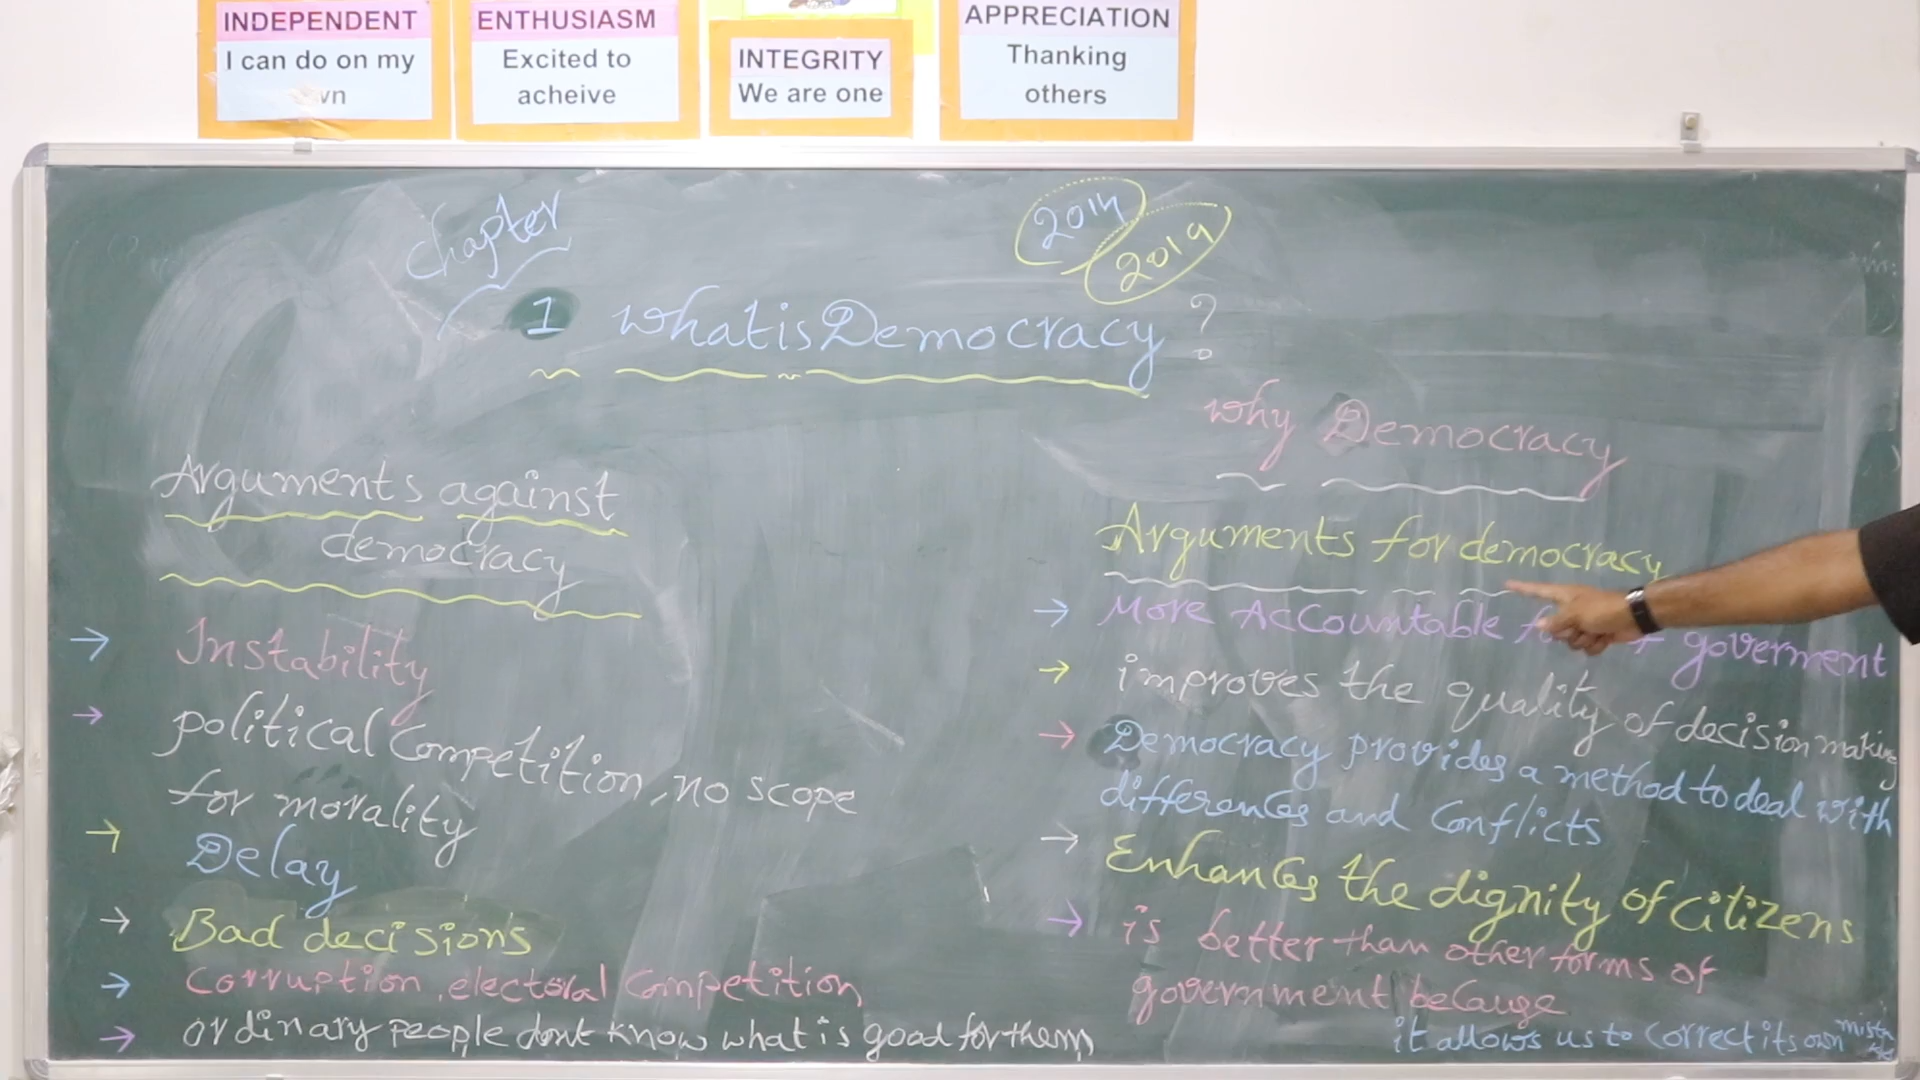 INDEPENDENT
I can do on my
ENTHUSIASM
Excited to
acheive
INTEGRITY
We are one
APPRECIATION
Thanking
others
chapter
2014
2019
1 what is Democracy ?
Arguments against
democracy
→ Instability
→ political Competition, no scope
for morality
→ Delay
→ Bad decisions
→ Corruption, electoral Competition
→ ordinary people dont know what is good for them
Why Democracy
Arguments for democracy
→ More Accountable goverment
→ improves the quality of decision making
→ Democracy provides a method to deal with
differences and Conflicts
→ Enhances the dignity of Citizens
→ is better than other forms of
government because
it allows us to correct its own